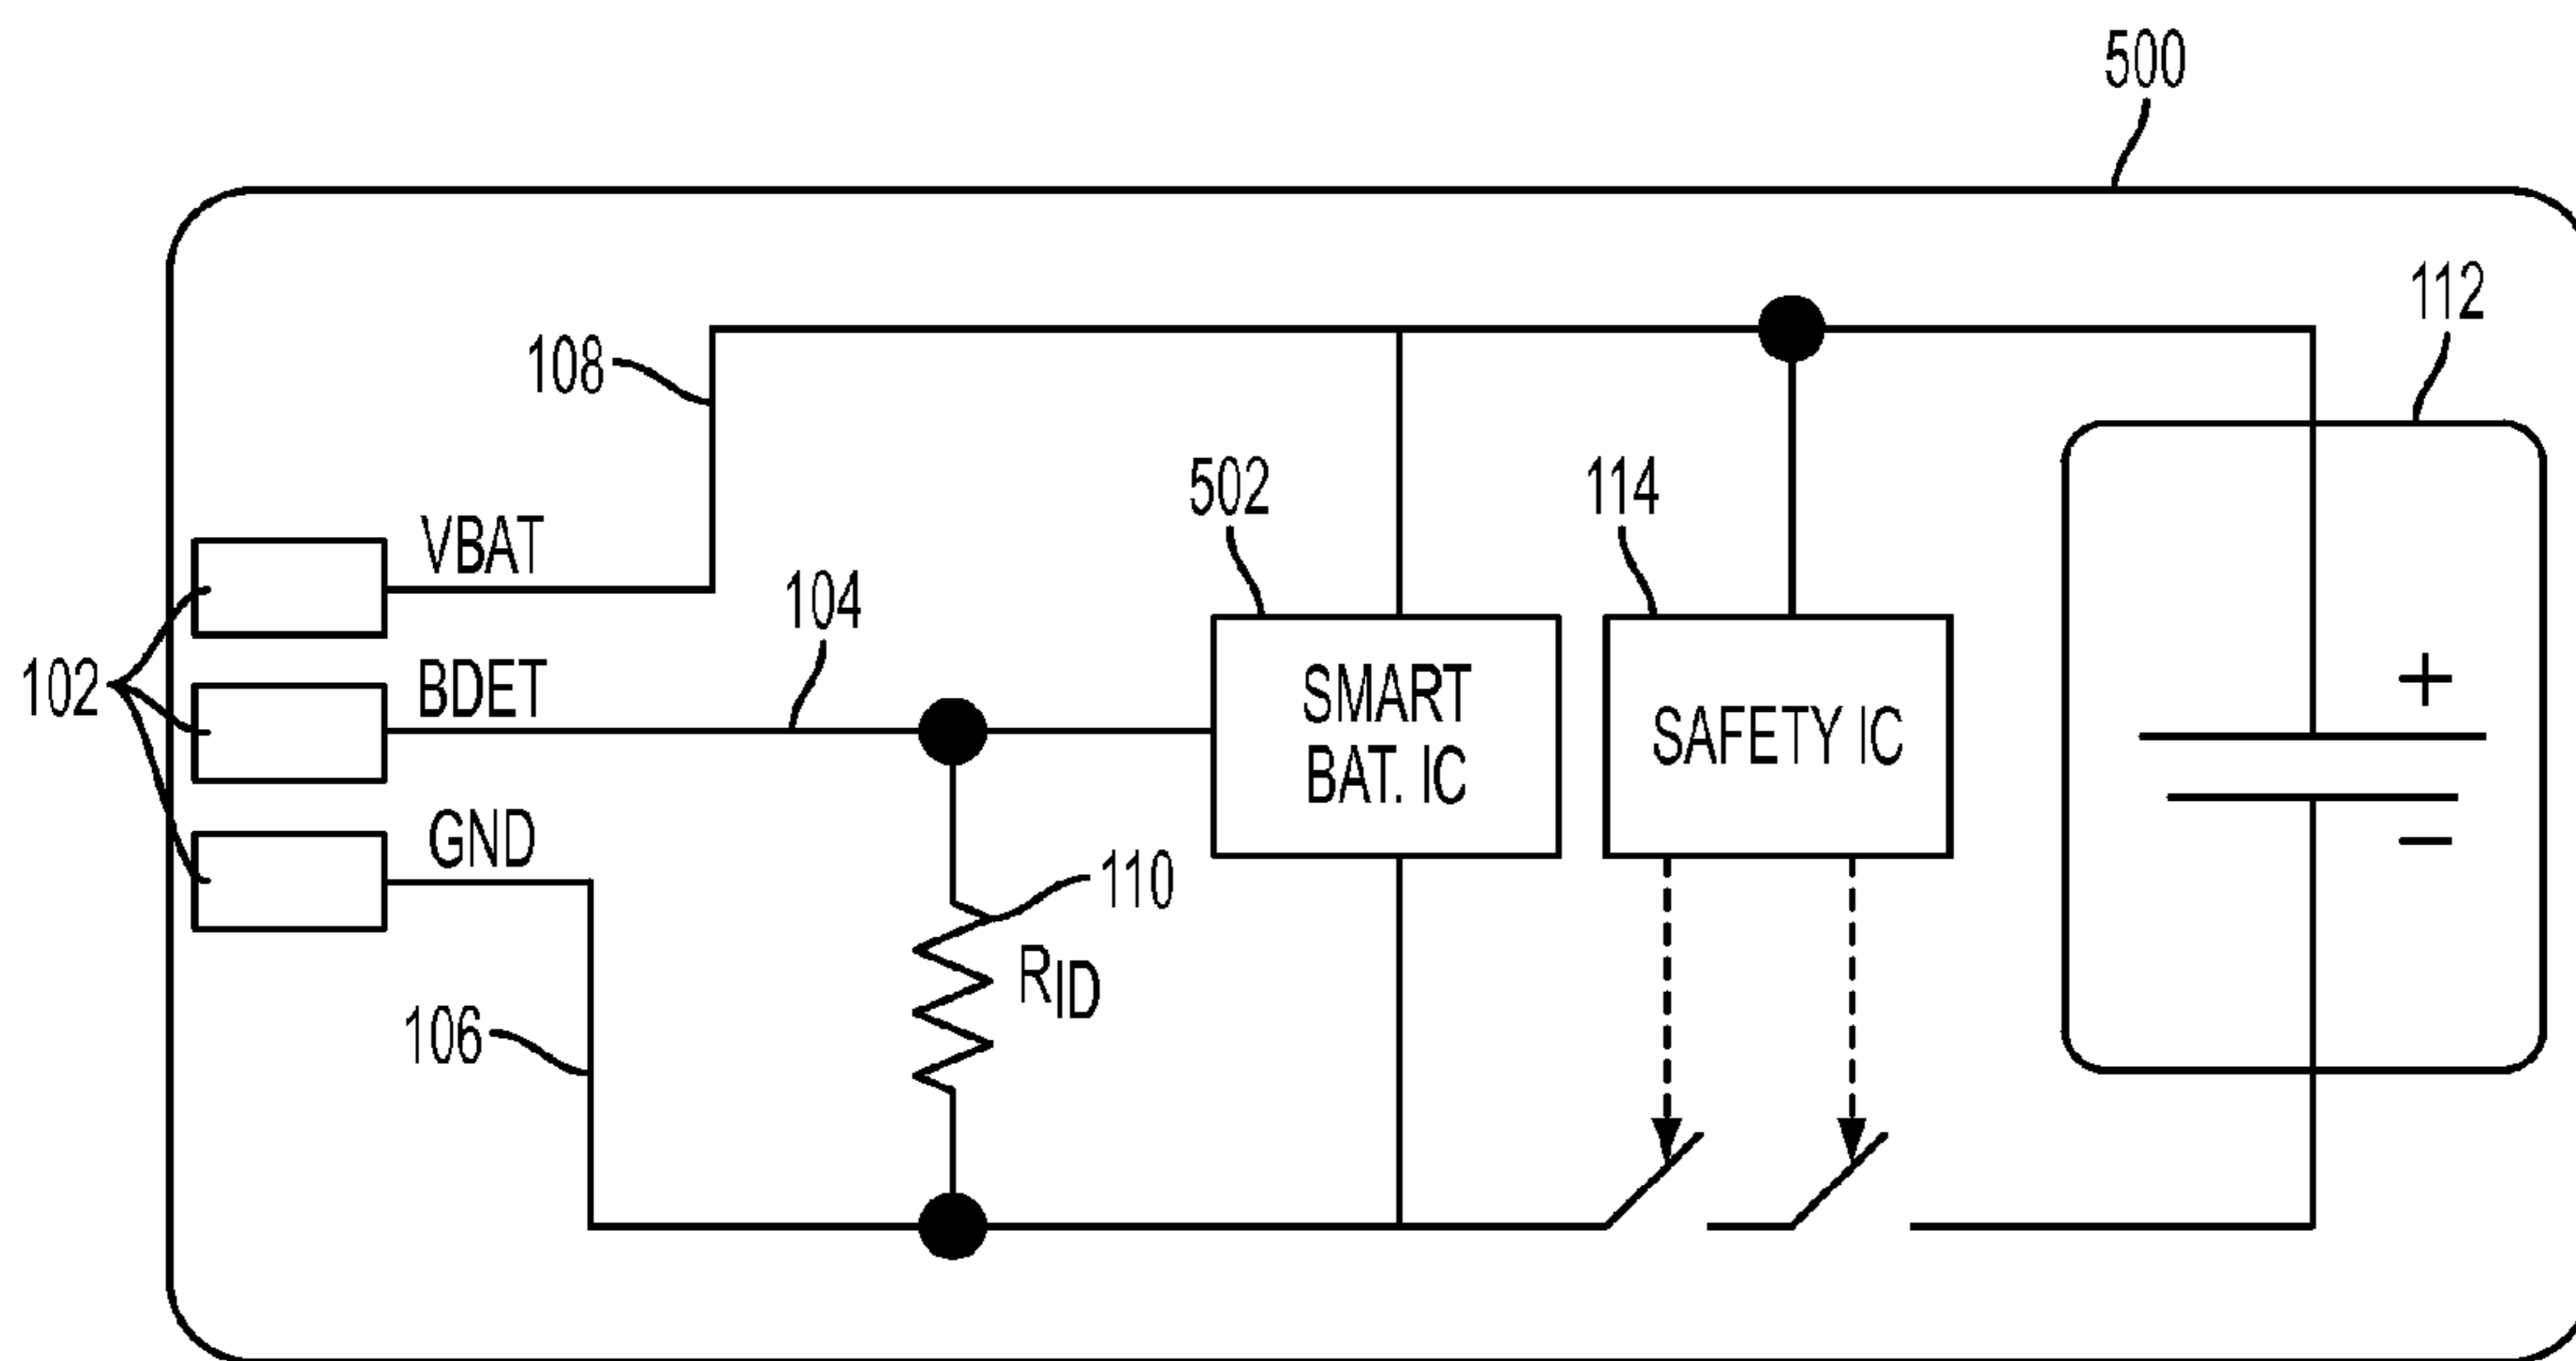 500
112
108
502
114
VBAT
104
102
BDET
SMART
BAT. IC
SAFETY IC
+
GND
−
110
RID
106